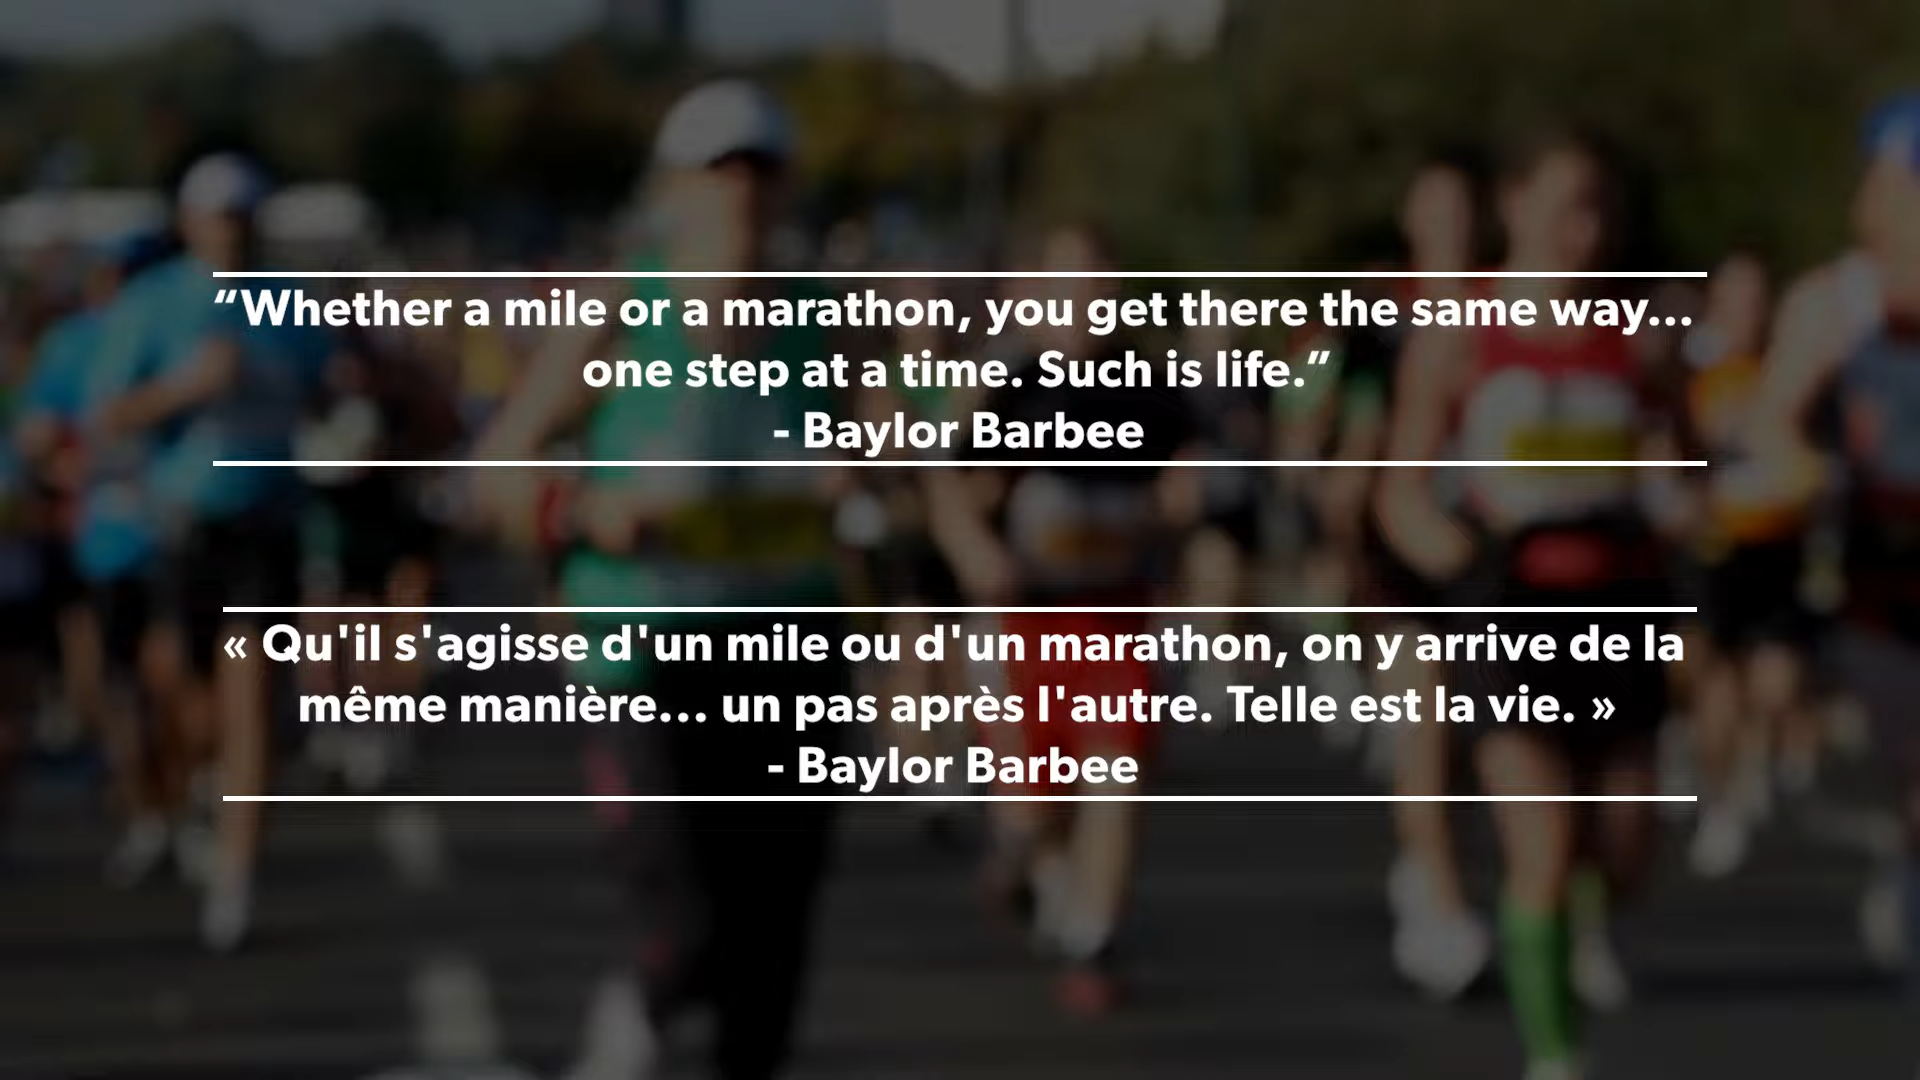 “Whether a mile or a marathon, you get there the same way...
one step at a time. Such is life.”
- Baylor Barbee
« Qu'il s'agisse d'un mile ou d'un marathon, on y arrive de la
même manière... un pas après l'autre. Telle est la vie. »
- Baylor Barbee